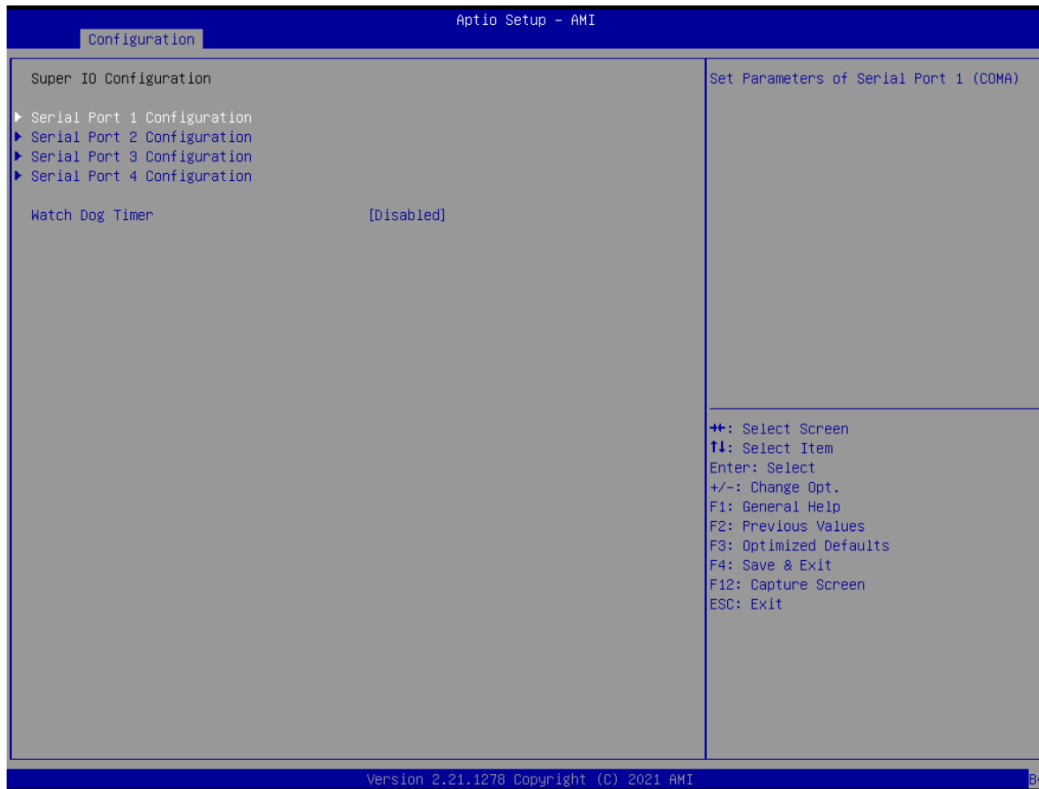 Aptio Setup - AMI
Configuration
Super IO Configuration
Serial Port 1 Configuration
Serial Port 2 Configuration
Serial Port 3 Configuration
Serial Port 4 Configuration
Watch Dog Timer [Disabled]
Set Parameters of Serial Port 1 (COMA)
→←: Select Screen
↑↓: Select Item
Enter: Select
+/-: Change Opt.
F1: General Help
F2: Previous Values
F3: Optimized Defaults
F4: Save & Exit
F12: Capture Screen
ESC: Exit
Version 2.21.1278 Copyright (C) 2021 AMI